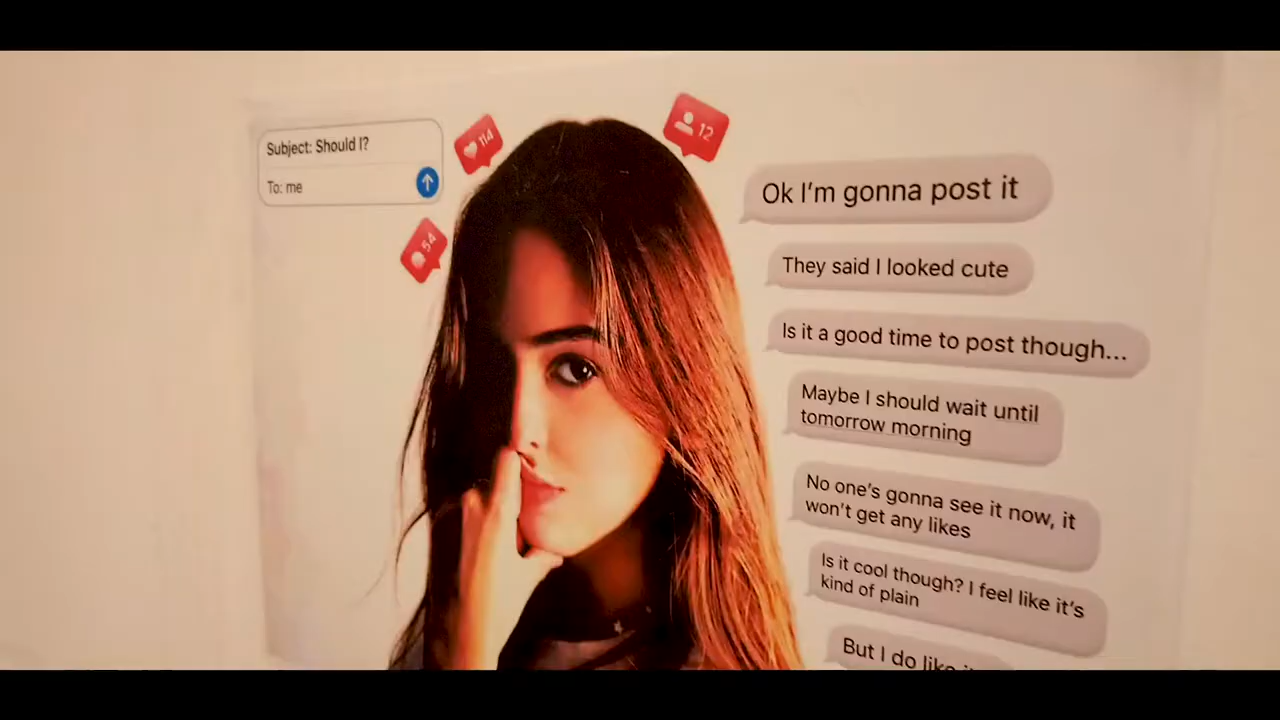 Subject: Should I?
To: me
114
12
54
Ok I'm gonna post it
They said I looked cute
Is it a good time to post though...
Maybe I should wait until
tomorrow morning
No one's gonna see it now, it
won't get any likes
Is it cool though? I feel like it's
kind of plain
But I do like